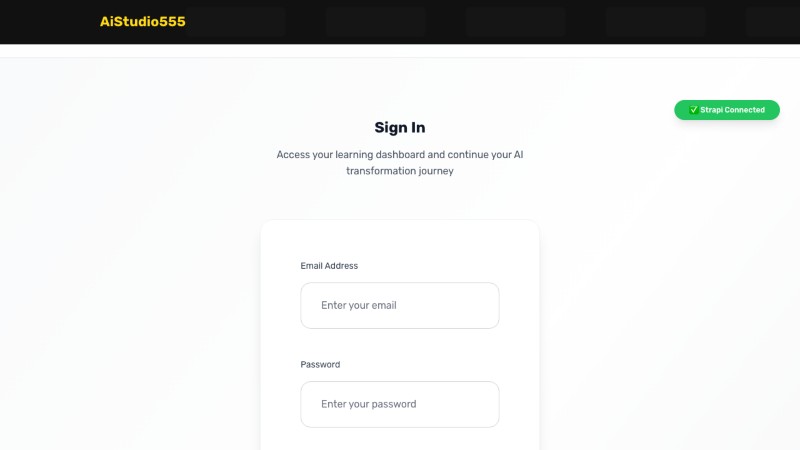 AiStudio555
✅ Strapi Connected
Sign In
Access your learning dashboard and continue your AI
transformation journey
Email Address
Enter your email
Password
Enter your password